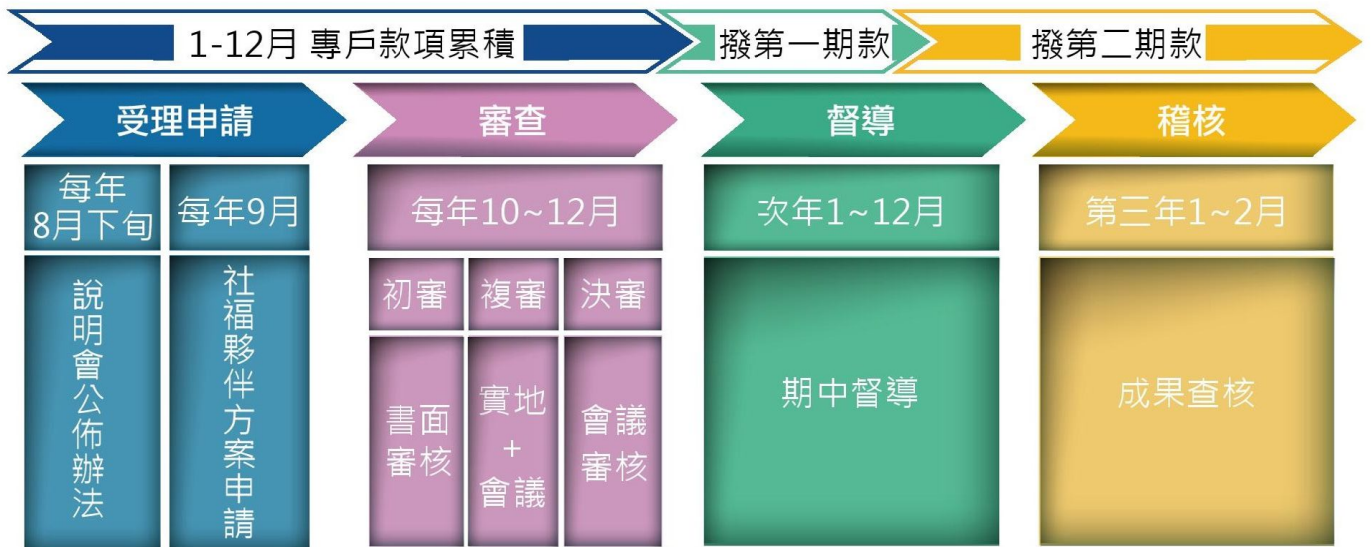 1-12月 專戶款項累積
撥第一期款
撥第二期款
受理申請
審查
督導
稽核
每年
8月下旬
每年9月
每年10~12月
次年1~12月
第三年1~2月
說明會公佈辦法
社福夥伴方案申請
初審
複審
決審
書面
審核
實地
+
會議
會議
審核
期中督導
成果查核